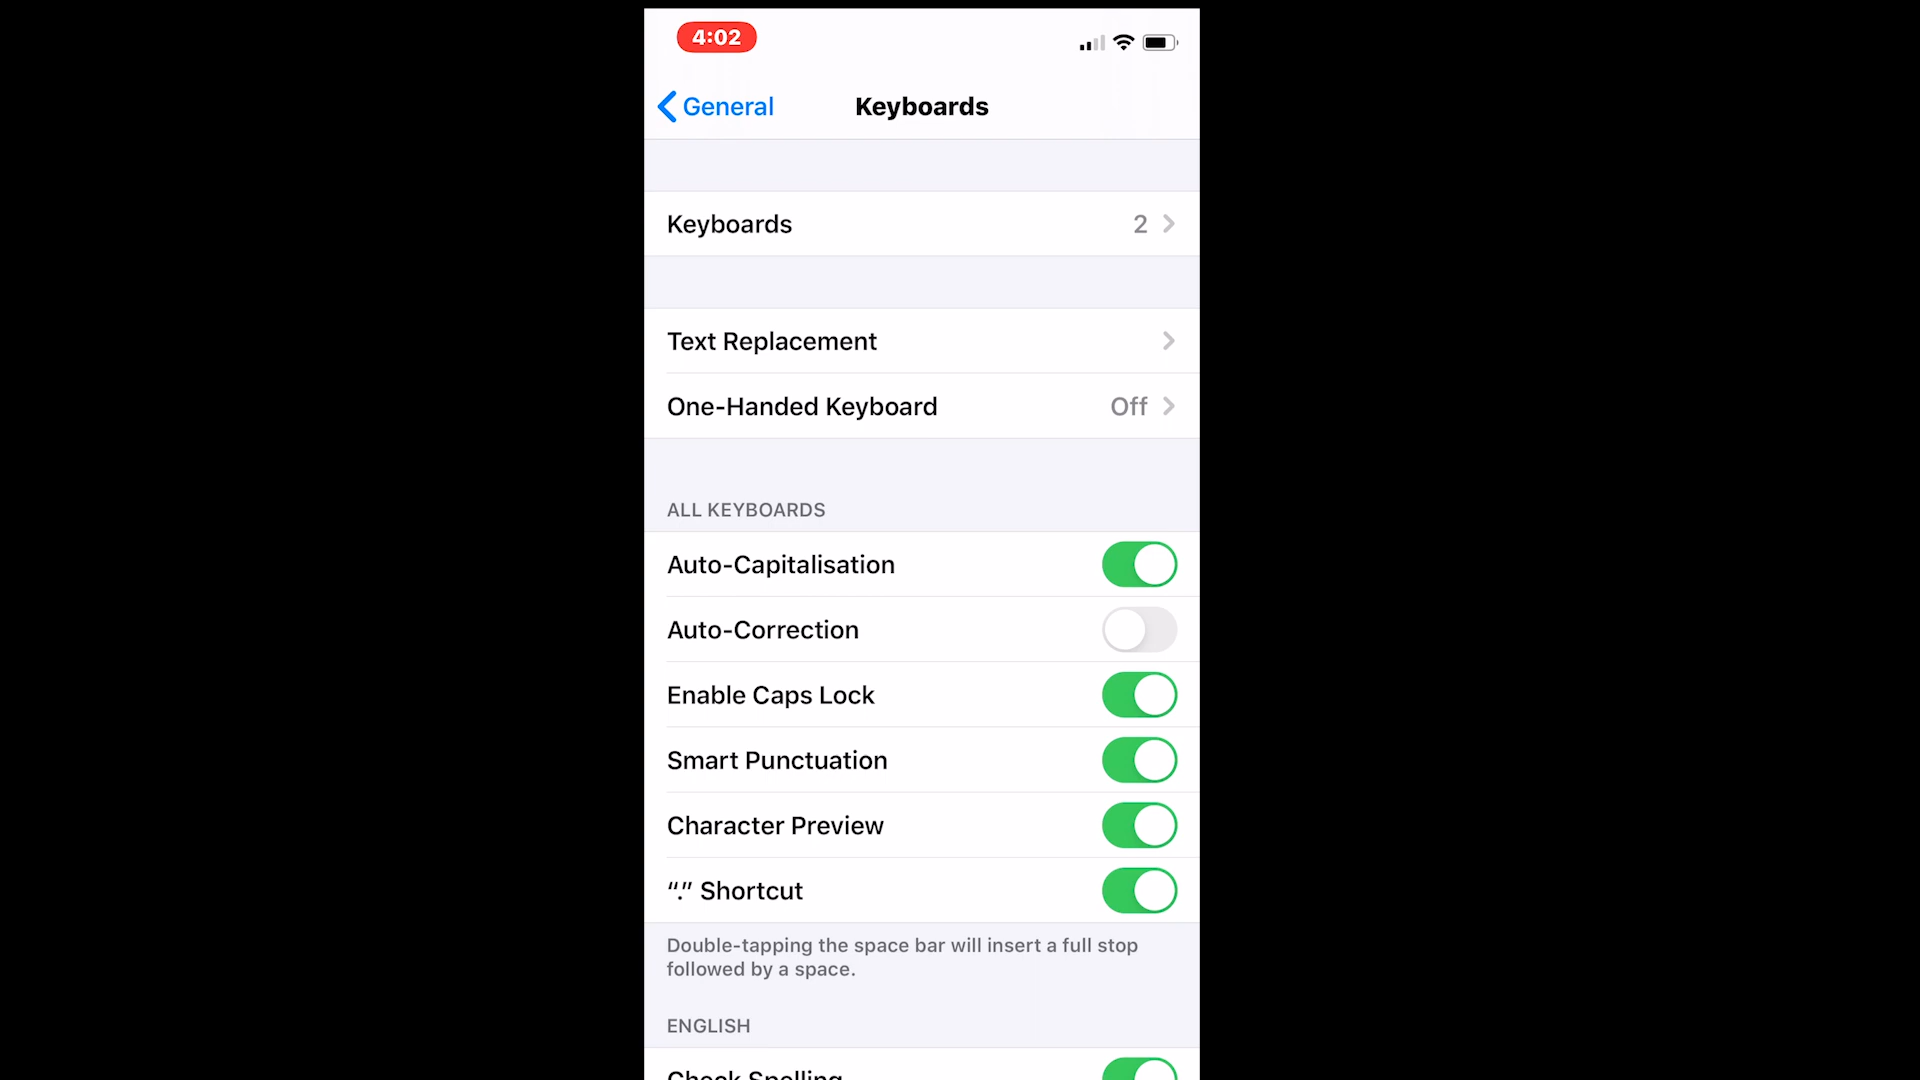 4:02
General
Keyboards
Keyboards 2
Text Replacement
One-Handed Keyboard Off
ALL KEYBOARDS
Auto-Capitalisation
Auto-Correction
Enable Caps Lock
Smart Punctuation
Character Preview
“.” Shortcut
Double-tapping the space bar will insert a full stop
followed by a space.
ENGLISH
Check Spelling